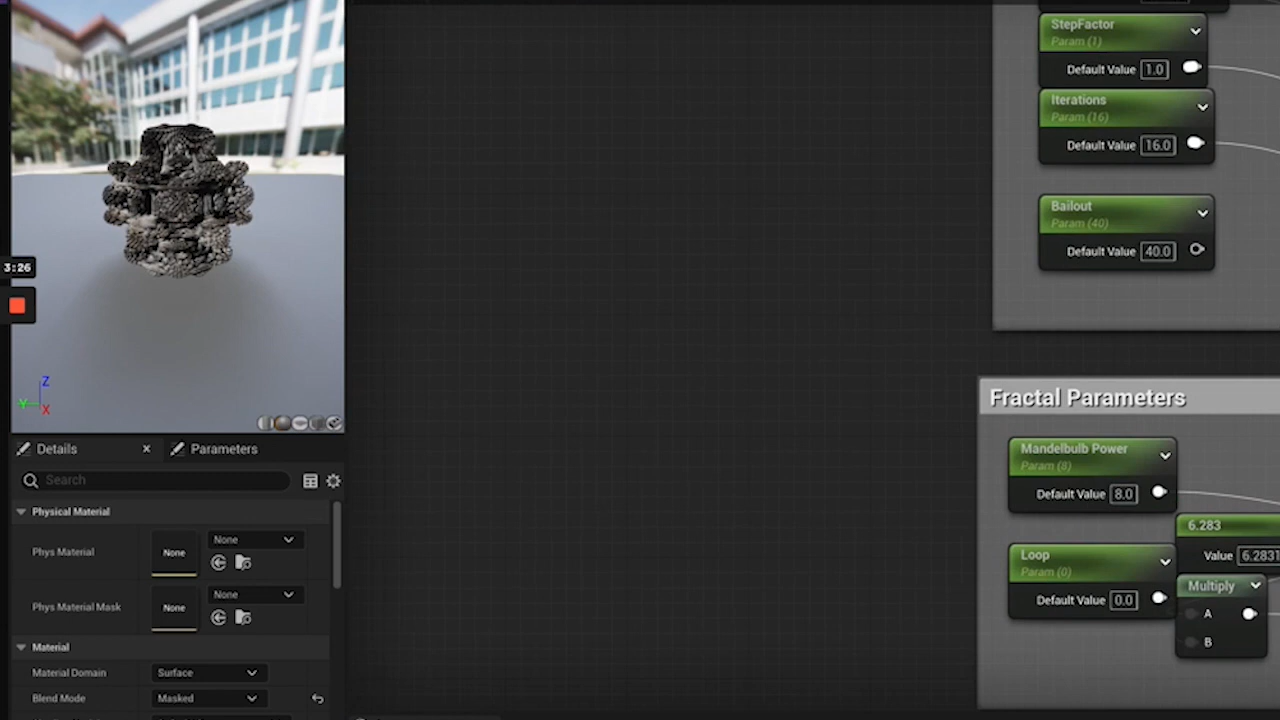 StepFactor
Param (1)
Default Value 1.0
Iterations
Param (16)
Default Value 16.0
Bailout
Param (40)
Default Value 40.0
3:26
Z
Y
X
Fractal Parameters
Mandelbulb Power
Param (8)
Default Value 8.0
6.283
Value 6.2831
Loop
Param (0)
Default Value 0.0
Multiply
A
B
Details x Parameters
Search
Physical Material
Phys Material None None
Phys Material Mask None None
Material
Material Domain Surface
Blend Mode Masked